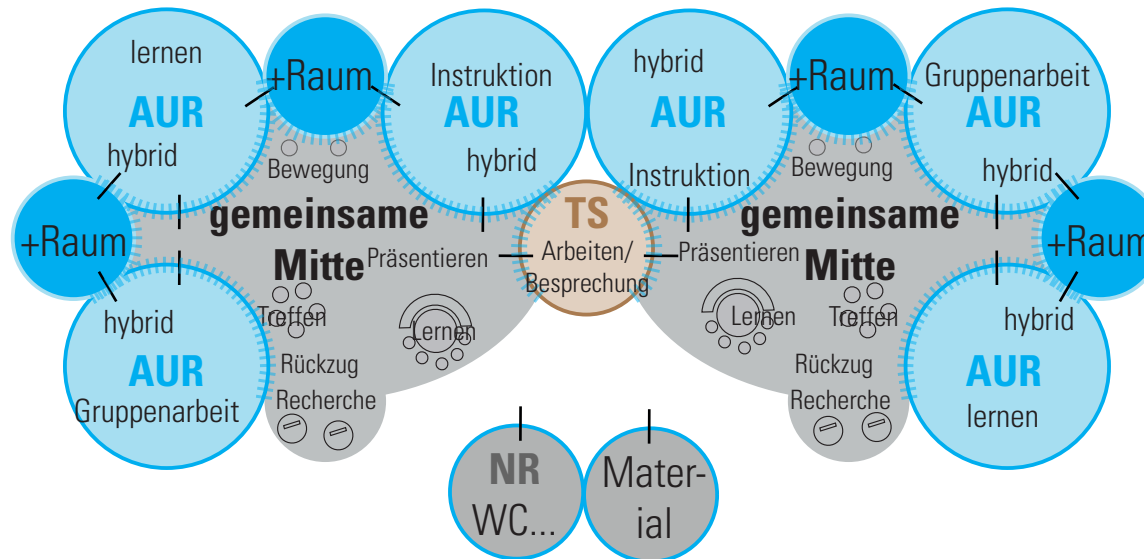 lernen
AUR
hybrid
+Raum
Instruktion
AUR
hybrid
hybrid
AUR
Instruktion
+Raum
Gruppenarbeit
AUR
hybrid
Bewegung
gemeinsame
Mitte
Präsentieren
TS
Arbeiten/
Besprechung
Bewegung
gemeinsame
Mitte
Präsentieren
+Raum
+Raum
hybrid
AUR
Gruppenarbeit
Treffen
Lernen
Rückzug
Recherche
Lernen
Treffen
Rückzug
Recherche
hybrid
AUR
lernen
NR
WC...
Mater-
ial